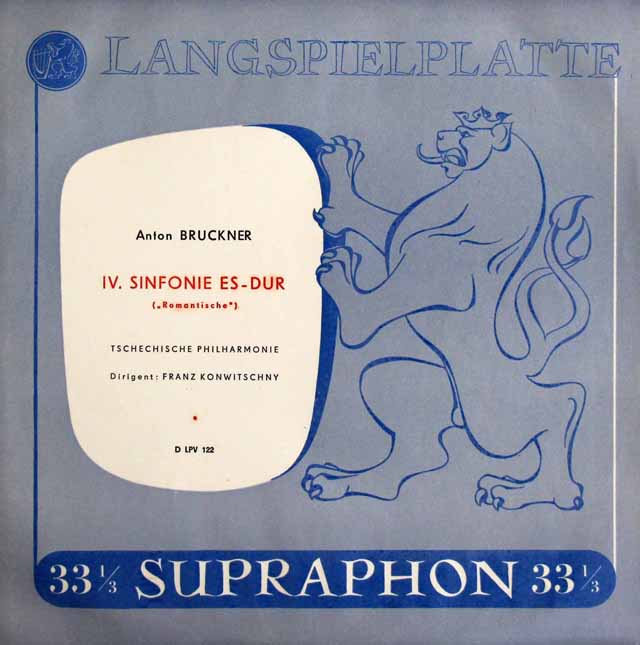 LANGSPIELPLATTE
Anton BRUCKNER
IV. SINFONIE ES-DUR
(„Romantische“)
TSCHECHISCHE PHILHARMONIE
Dirigent: FRANZ KONWITSCHNY
D LPV 122
33 1/3 SUPRAPHON 33 1/3